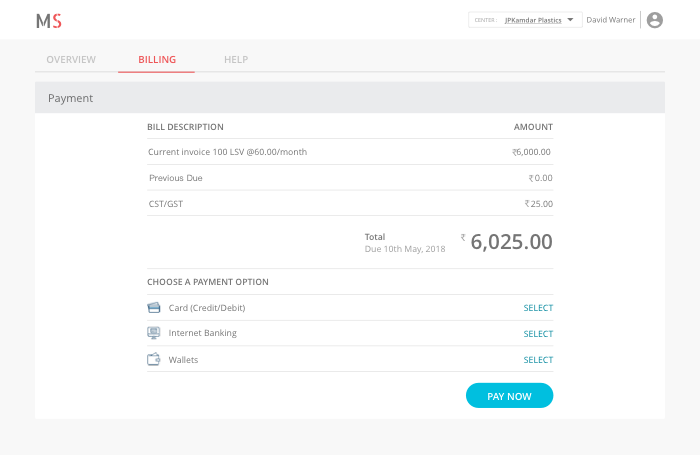 MS
CENTER : JPKamdar Plastics David Warner
OVERVIEW BILLING HELP
Payment
BILL DESCRIPTION AMOUNT
Current invoice 100 LSV @60.00/month ₹6,000.00
Previous Due ₹ 0.00
CST/GST ₹ 25.00
Total ₹ 6,025.00
Due 10th May, 2018
CHOOSE A PAYMENT OPTION
Card (Credit/Debit) SELECT
Internet Banking SELECT
Wallets SELECT
PAY NOW